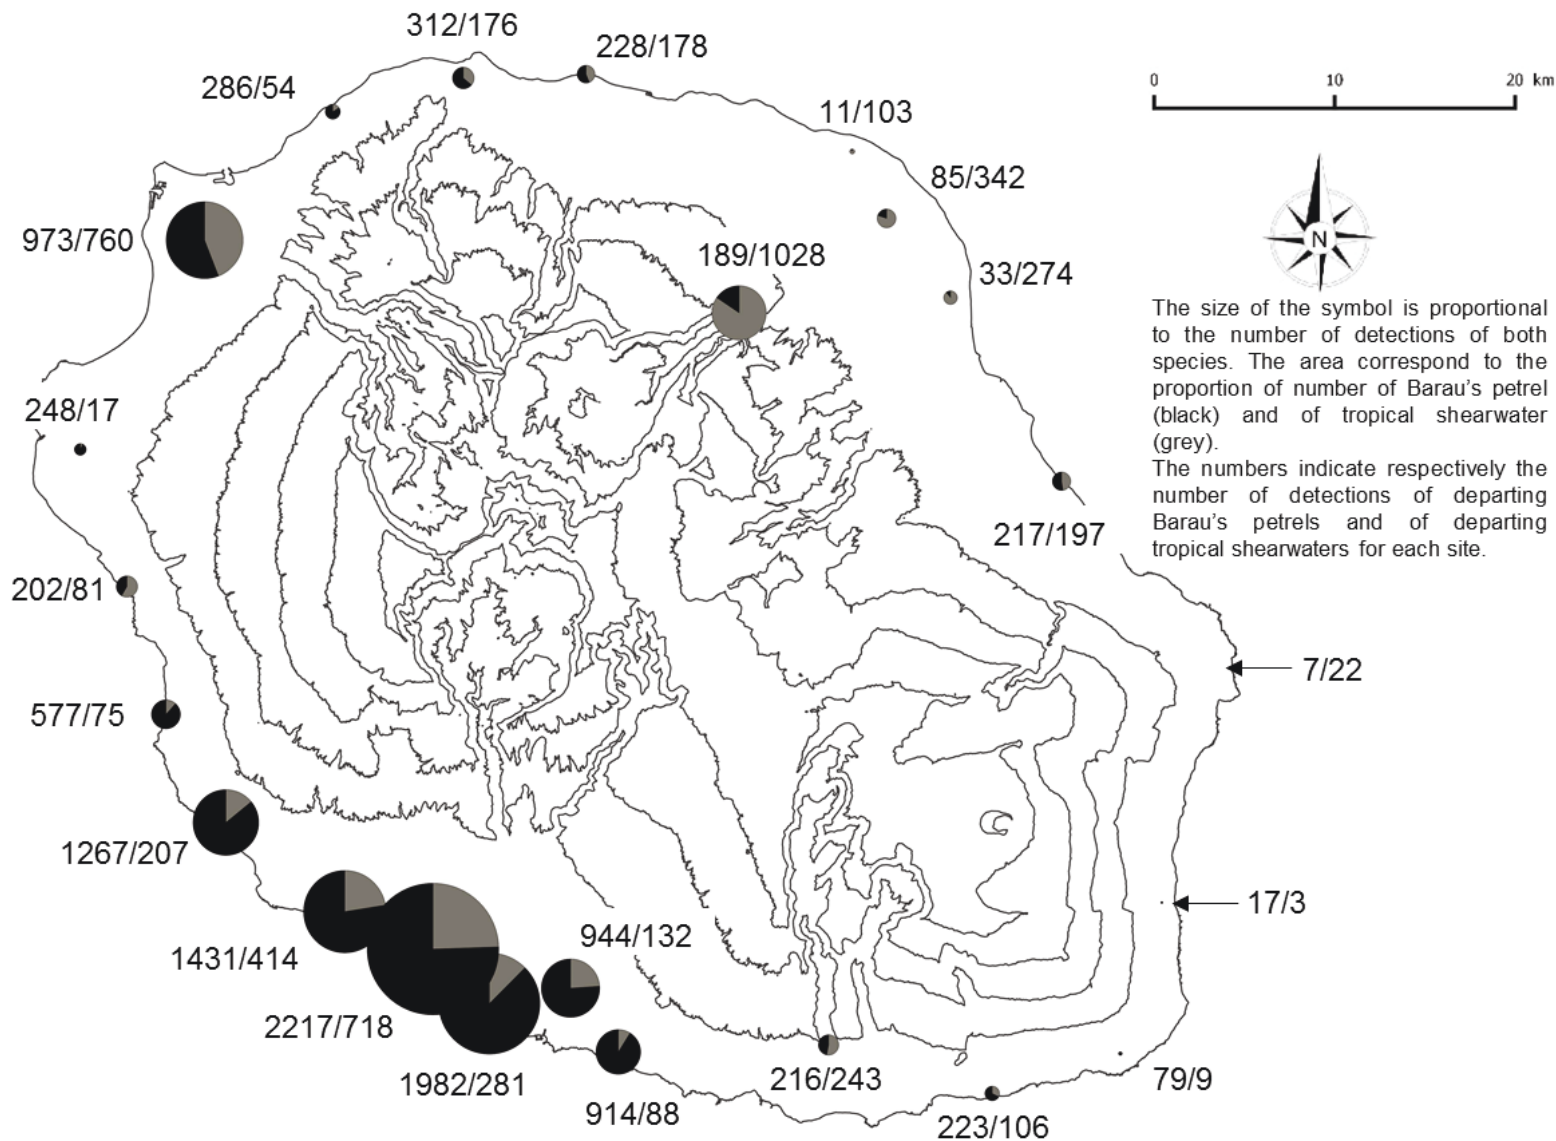 312/176
228/178
286/54
0 10 20 km
11/103
85/342
973/760
189/1028
N
33/274
The size of the symbol is proportional
to the number of detections of both
species. The area correspond to the
proportion of number of Barau's petrel
(black) and of tropical shearwater
(grey).
The numbers indicate respectively the
number of detections of departing
Barau's petrels and of departing
tropical shearwaters for each site.
248/17
217/197
202/81
7/22
577/75
1267/207
17/3
944/132
1431/414
2217/718
1982/281
216/243
79/9
914/88
223/106